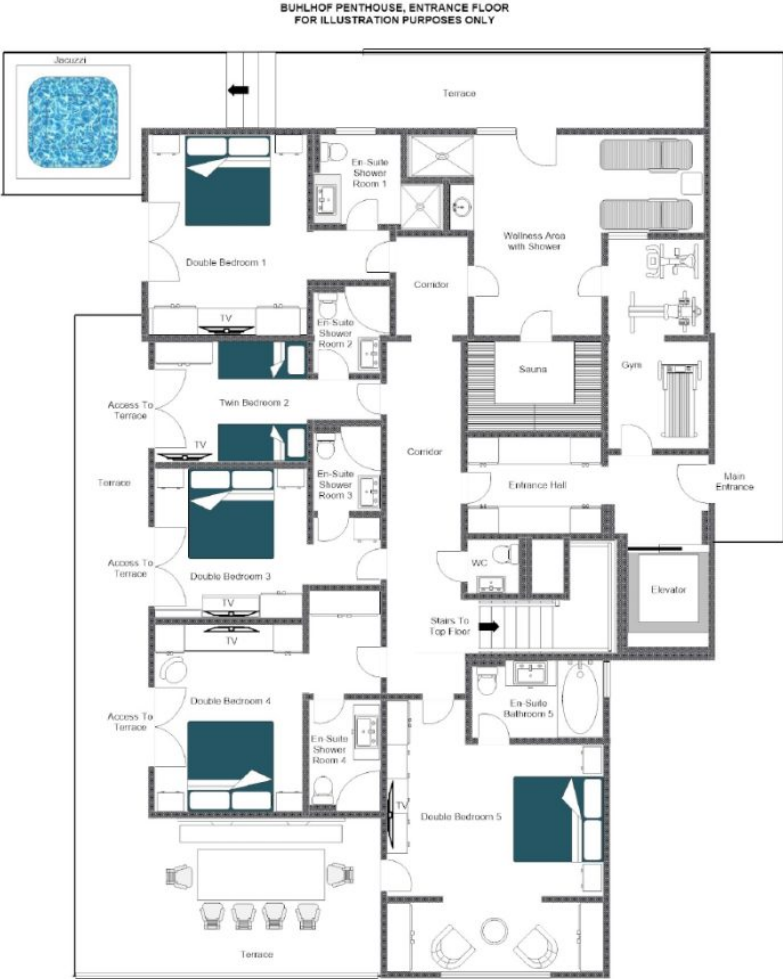 BUHLHOF PENTHOUSE, ENTRANCE FLOOR
FOR ILLUSTRATION PURPOSES ONLY
Jacuzzi
Terrace
En-Suite
Shower
Room 1
Wellness Area
with Shower
Double Bedroom 1
Corridor
TV
En-Suite
Shower
Room 2
Sauna
Gym
Access To
Terrace
Twin Bedroom 2
TV
Corridor
En-Suite
Shower
Room 3
Terrace
Entrance Hall
Main
Entrance
Access To
Terrace
Double Bedroom 3
TV
WC
Elevator
Stairs To
Top Floor
TV
Double Bedroom 4
En-Suite
Bathroom 5
Access To
Terrace
En-Suite
Shower
Room 4
TV
Double Bedroom 5
Terrace